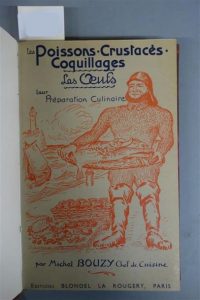 Les Poissons · Crustacés ·
Coquillages
Les Œufs
Leur
Préparation Culinaire
par Michel BOUZY Chef de Cuisine
Editions BLONDEL LA ROUGERY, PARIS